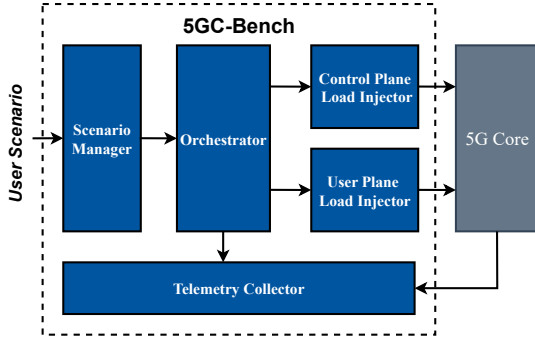 5GC-Bench
User Scenario
Scenario
Manager
Orchestrator
Control Plane
Load Injector
User Plane
Load Injector
5G Core
Telemetry Collector